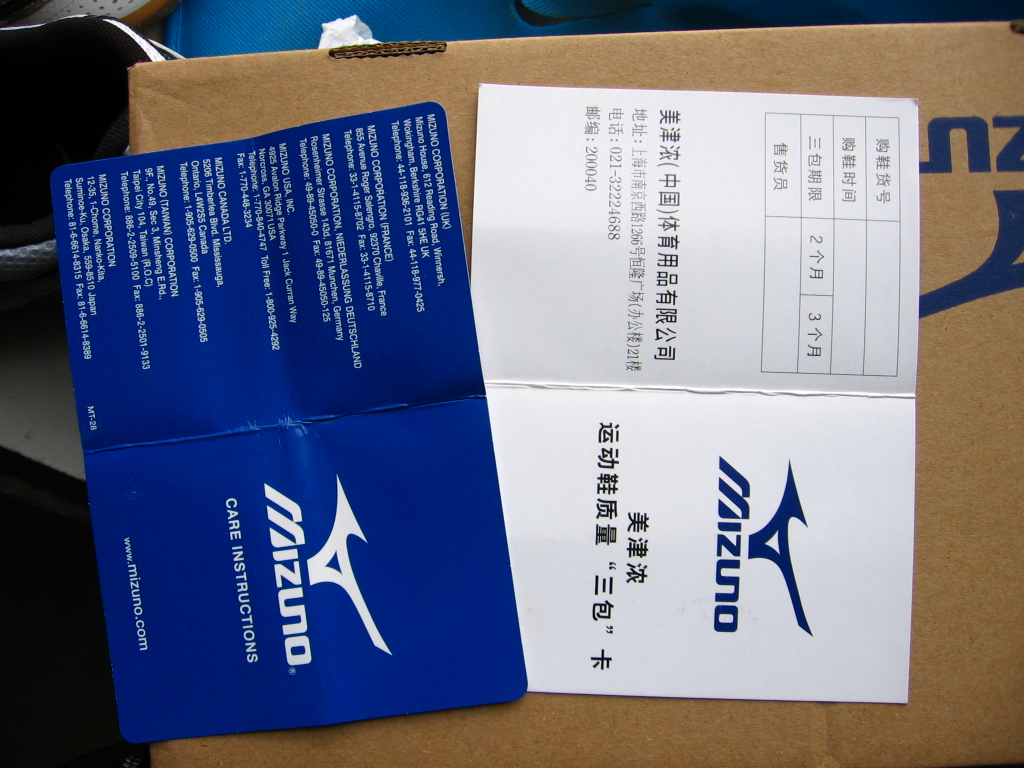 MIZUNO CORPORATION (UK)
Mizuno House, 612 Reading Road, Winnersh,
Wokingham, Berkshire RG41 5HE UK
Telephone: 44-118-936-2101 Fax: 44-118-977-0425
MIZUNO CORPORATION (FRANCE)
855 Avenue Roger Salengro, 92370 Chaville, France
Telephone: 33-1-4115-8702 Fax: 33-1-4115-8710
MIZUNO CORPORATION, NIEDERLASSUNG DEUTSCHLAND
Rosenheimer Strasse 143d, 81671 Munchen, Germany
Telephone: 49-89-45050-0 Fax: 49-89-45050-125
MIZUNO USA, INC.
4925 Avalon Ridge Parkway 1 Jack Curran Way
Norcross, GA 30071 USA
Telephone: 1-770-840-4747 Toll Free: 1-800-925-4292
Fax: 1-770-448-3234
MIZUNO CANADA LTD.
5206 Timberlea Blvd. Mississauga,
Ontario, L4W2S5 Canada
Telephone: 1-905-629-0500 Fax: 1-905-629-0505
MIZUNO (TAIWAN) CORPORATION
9F, No.49, Sen 3, Minsheng E.Rd.,
Taipei City 104, Taiwan (R.O.C)
Telephone: 886-2-2509-5100 Fax: 886-2-2501-9133
MIZUNO CORPORATION
12-35, 1-Chome, Nanko-Kita,
Suminoe-Ku, Osaka, 559-8510 Japan
Telephone: 81-6-6614-8315 Fax: 81-6-6614-8389
MT-28
MIZUNO®
CARE INSTRUCTIONS
www.mizuno.com
购鞋货号
购鞋时间
三包期限 2个月 3个月
售货员
美津浓(中国)体育用品有限公司
地址:上海市南京西路1266号恒隆广场(办公楼)21楼
电话:021-32224688
邮编:200040
MIZUNO
美津浓
运动鞋质量“三包”卡